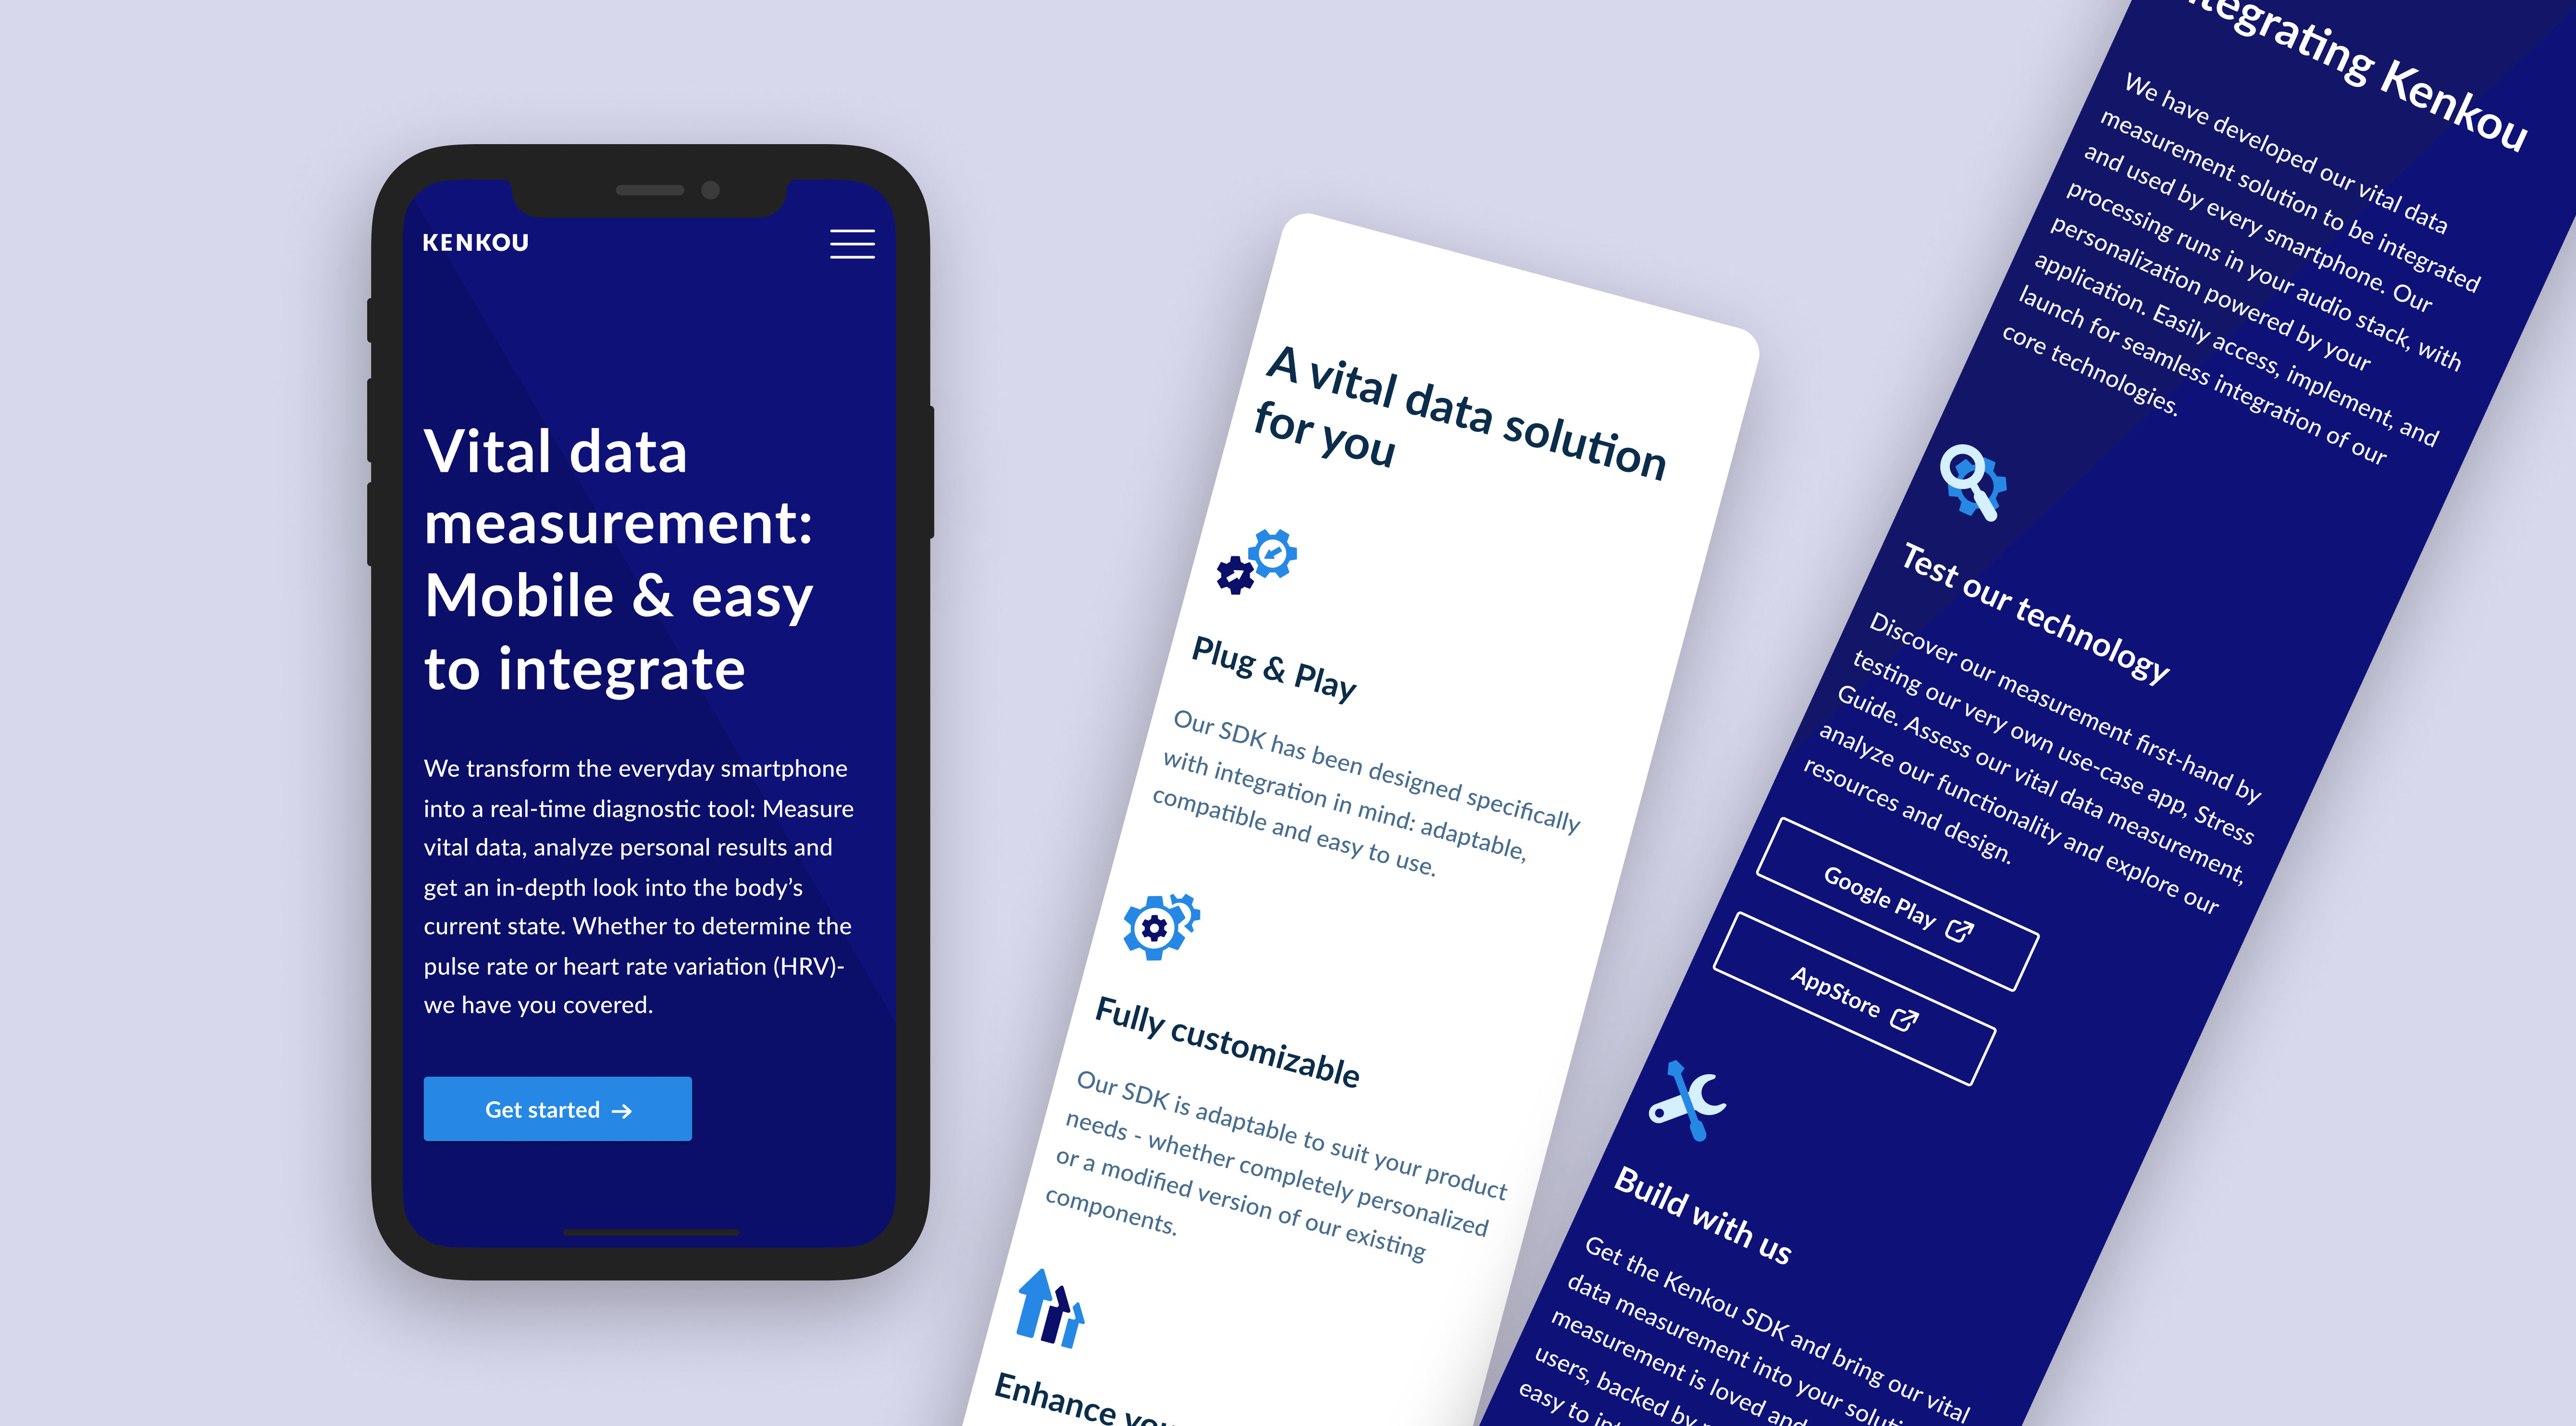 KENKOU
Vital data
measurement:
Mobile & easy
to integrate
We transform the everyday smartphone
into a real-time diagnostic tool: Measure
vital data, analyze personal results and
get an in-depth look into the body’s
current state. Whether to determine the
pulse rate or heart rate variation (HRV)-
we have you covered.
Get started →
A vital data solution
for you
Plug & Play
Our SDK has been designed specifically
with integration in mind: adaptable,
compatible and easy to use.
Fully customizable
Our SDK is adaptable to suit your product
needs - whether completely personalized
or a modified version of our existing
components.
Enhance
Kenkou
We have developed our vital data
measurement solution to be integrated
and used by every smartphone. Our
processing runs in your audio stack, with
personalization powered by your
application. Easily access, implement, and
launch for seamless integration of our
core technologies.
Test our technology
Discover our measurement first-hand by
testing our very own use-case app, Stress
Guide. Assess our vital data measurement,
analyze our functionality and explore our
resources and design.
Google Play
AppStore
Build with us
Get the Kenkou SDK and bring our vital
data measurement into your
measurement is loved and
users, backed by
easy to